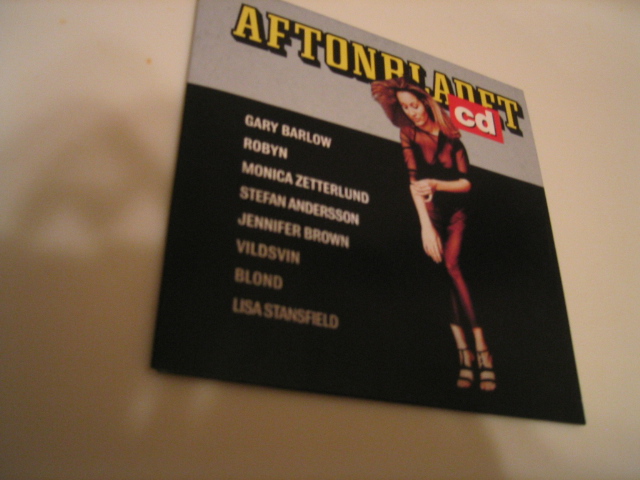 AFTONBLADET
cd
GARY BARLOW
ROBYN
MONICA ZETTERLUND
STEFAN ANDERSSON
JENNIFER BROWN
VILDSVIN
BLOND
LISA STANSFIELD